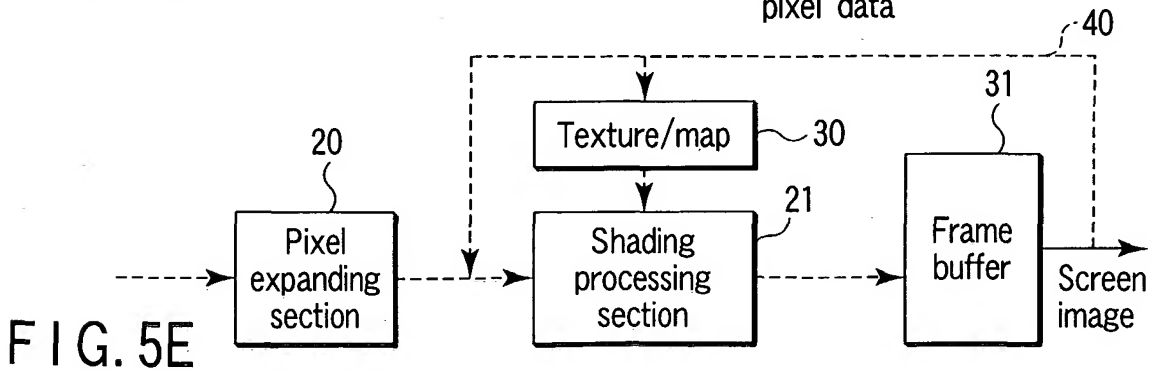 pixel data
40
31
Texture/map
30
20
21
Pixel
expanding
section
Shading
processing
section
Frame
buffer
Screen
image
FIG. 5E